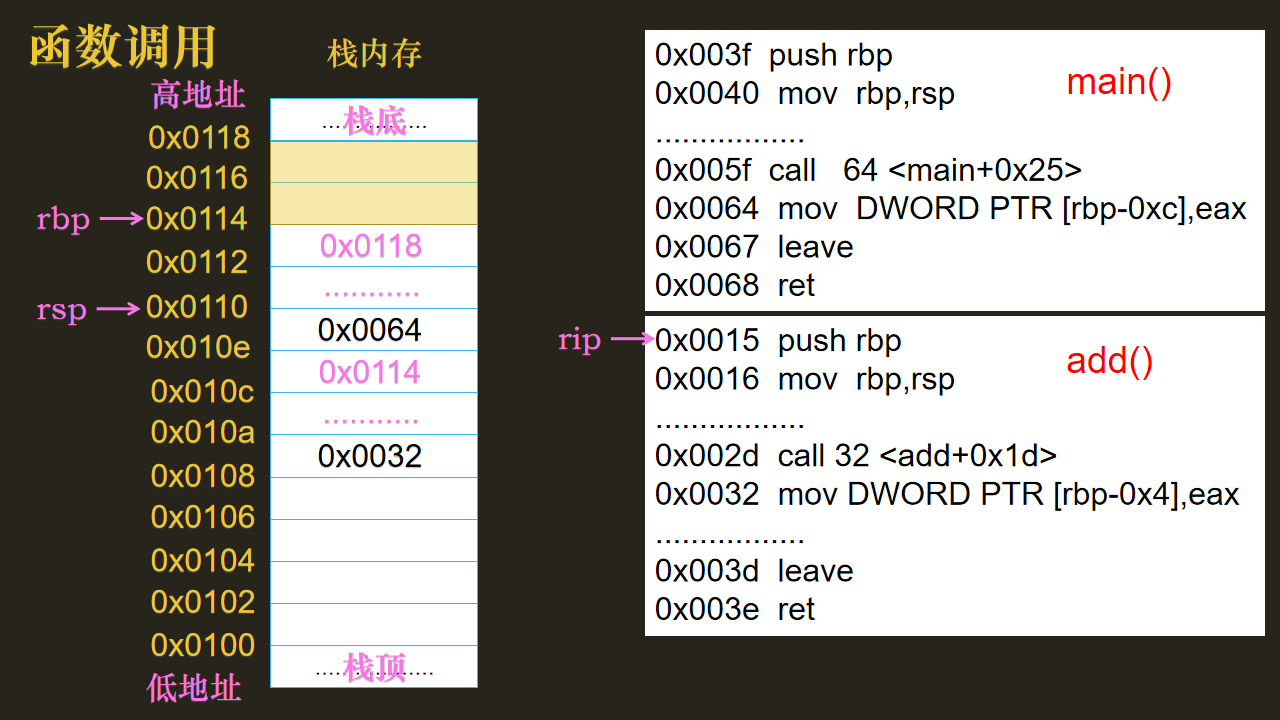 函数调用
栈内存
高地址
0x0118
0x0116
rbp
0x0114
0x0112
rsp
0x0110
0x010e
0x010c
0x010a
0x0108
0x0106
0x0104
0x0102
0x0100
低地址
栈底
0x0118
...........
0x0064
0x0114
...........
0x0032
栈顶
0x003f push rbp
main()
0x0040 mov rbp,rsp
.................
0x005f call 64 <main+0x25>
0x0064 mov DWORD PTR [rbp-0xc],eax
0x0067 leave
0x0068 ret
rip
0x0015 push rbp
add()
0x0016 mov rbp,rsp
.................
0x002d call 32 <add+0x1d>
0x0032 mov DWORD PTR [rbp-0x4],eax
.................
0x003d leave
0x003e ret